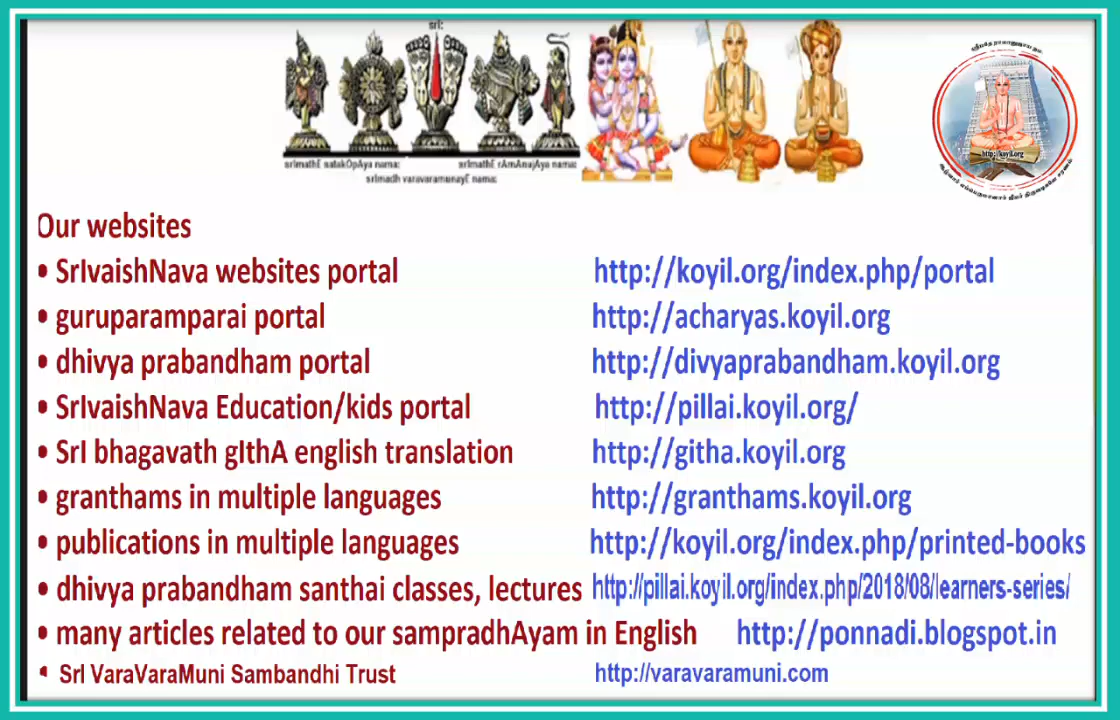 srI:
srImathE satakOpAya nama:    srImathE rAmAnajAya nama:
srImadh varavaramunayE nama:
http://koyil.org
Our websites
• SrIvaishNava websites portal    http://koyil.org/index.php/portal
• guruparamparai portal    http://acharyas.koyil.org
• dhivya prabandham portal    http://divyaprabandham.koyil.org
• SrIvaishNava Education/kids portal    http://pillai.koyil.org/
• SrI bhagavath gIthA english translation    http://githa.koyil.org
• granthams in multiple languages    http://granthams.koyil.org
• publications in multiple languages    http://koyil.org/index.php/printed-books
• dhivya prabandham santhai classes, lectures    http://pillai.koyil.org/index.php/2018/08/learners-series/
• many articles related to our sampradhAyam in English    http://ponnadi.blogspot.in
• SrI VaraVaraMuni Sambandhi Trust    http://varavaramuni.com